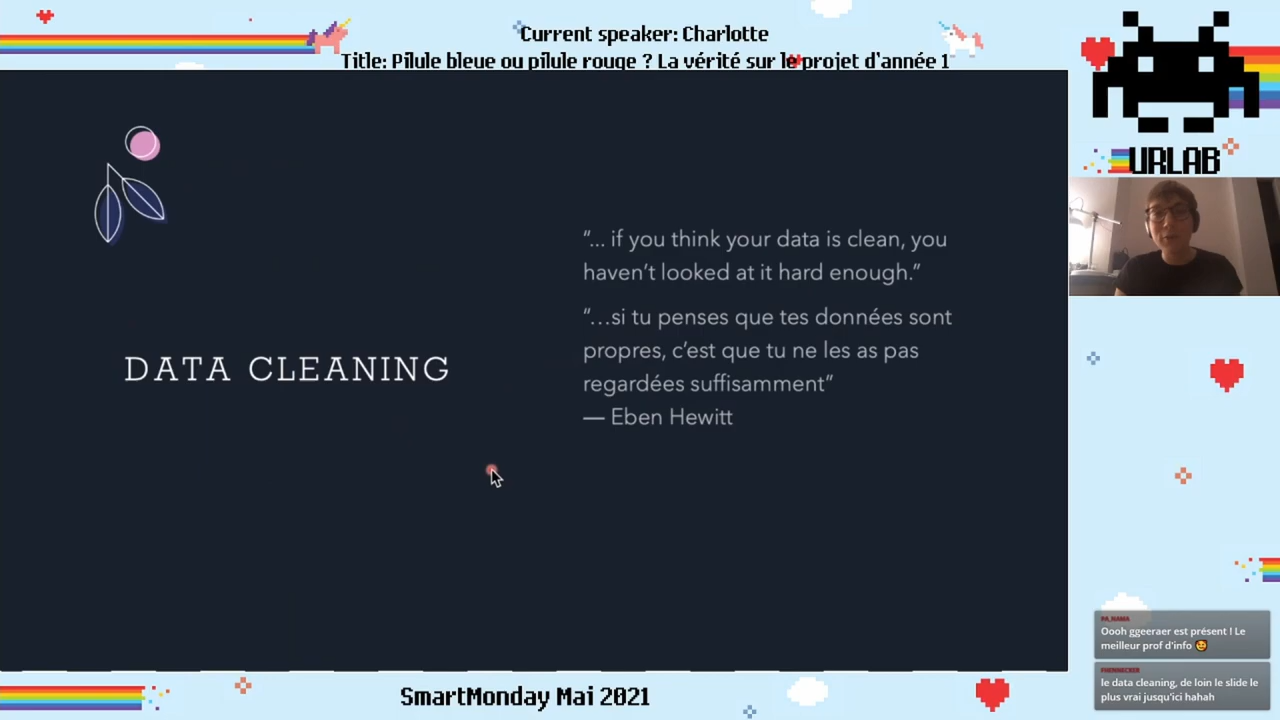 Current speaker: Charlotte
Title: Pilule bleue ou pilule rouge ? La vérité sur le projet d'année 1
URLAB
DATA CLEANING
“... if you think your data is clean, you
haven’t looked at it hard enough.”
“…si tu penses que tes données sont
propres, c’est que tu ne les as pas
regardées suffisamment”
— Eben Hewitt
PA_NAMA
Oooh ggeeraer est présent ! Le
meilleur prof d'info
le data cleaning, de loin le slide le
plus vrai jusqu'ici hahah
SmartMonday Mai 2021